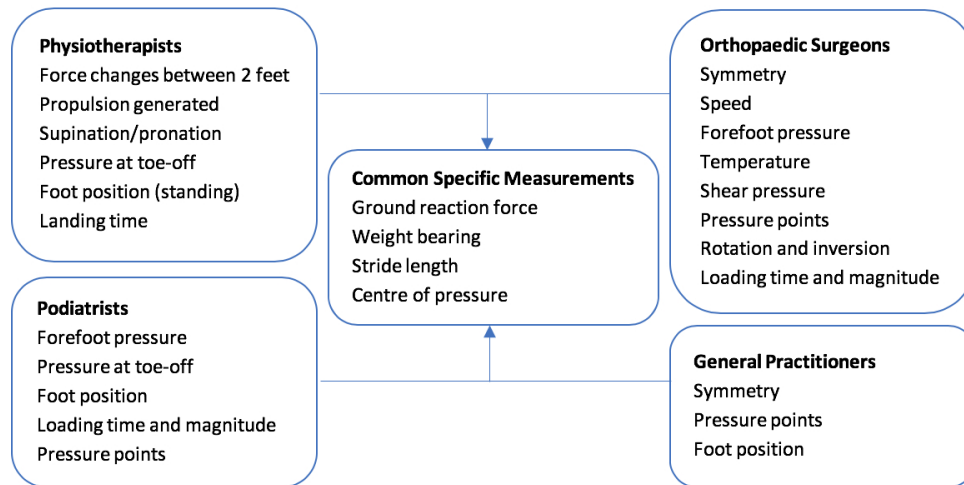 Physiotherapists
Force changes between 2 feet
Propulsion generated
Supination/pronation
Pressure at toe-off
Foot position (standing)
Landing time
Podiatrists
Forefoot pressure
Pressure at toe-off
Foot position
Loading time and magnitude
Pressure points
Common Specific Measurements
Ground reaction force
Weight bearing
Stride length
Centre of pressure
Orthopaedic Surgeons
Symmetry
Speed
Forefoot pressure
Temperature
Shear pressure
Pressure points
Rotation and inversion
Loading time and magnitude
General Practitioners
Symmetry
Pressure points
Foot position